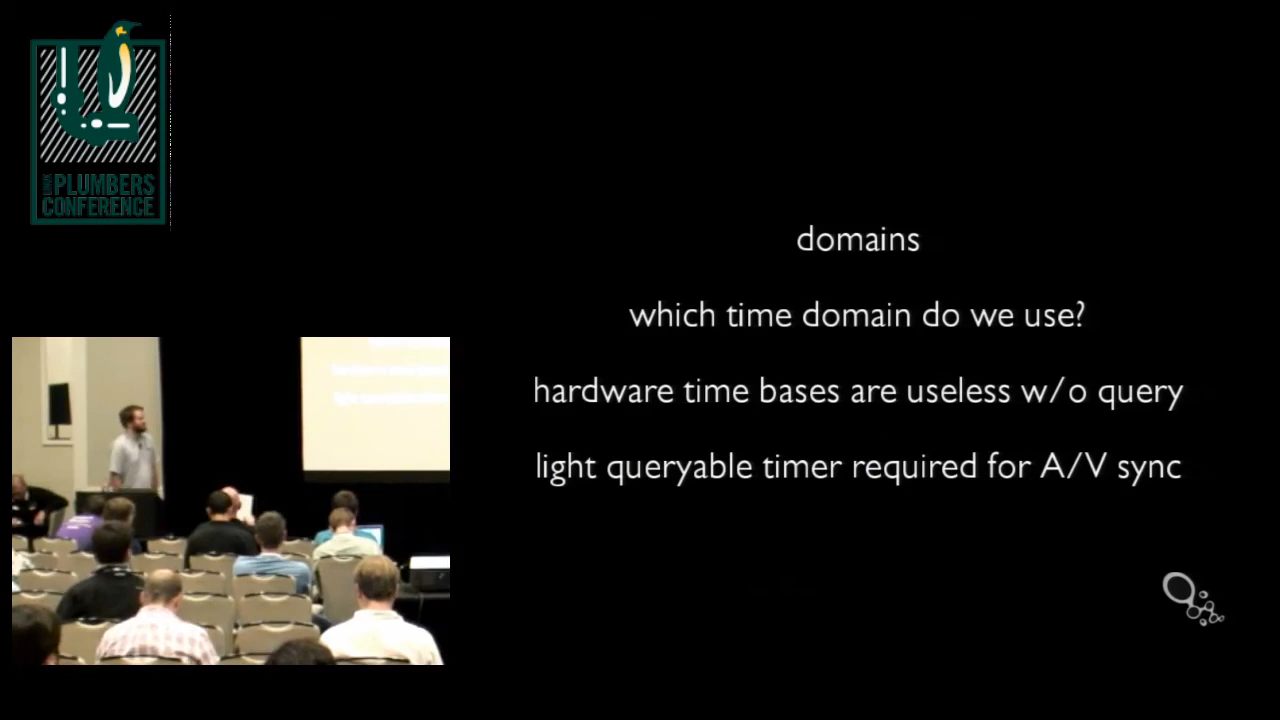 LINUX PLUMBERS
CONFERENCE
domains
which time domain do we use?
hardware time bases are useless w/o query
light queryable timer required for A/V sync